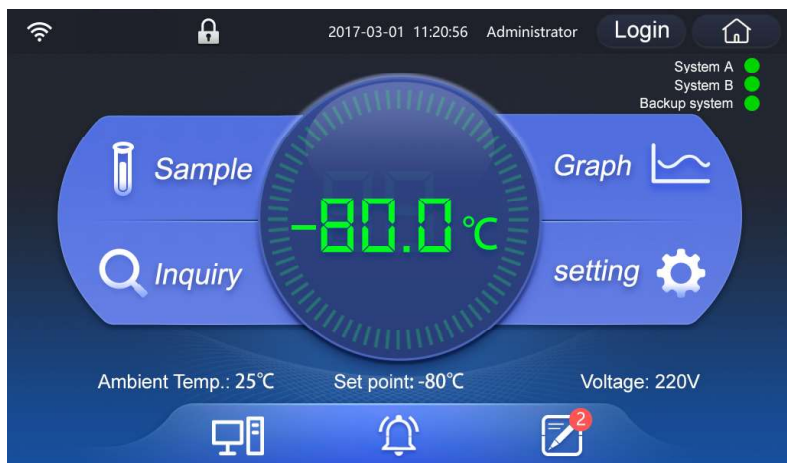 2017-03-01 11:20:56 Administrator Login
System A
System B
Backup system
Sample
Graph
-80.0℃
Inquiry
setting
Ambient Temp.: 25℃ Set point: -80℃ Voltage: 220V
2